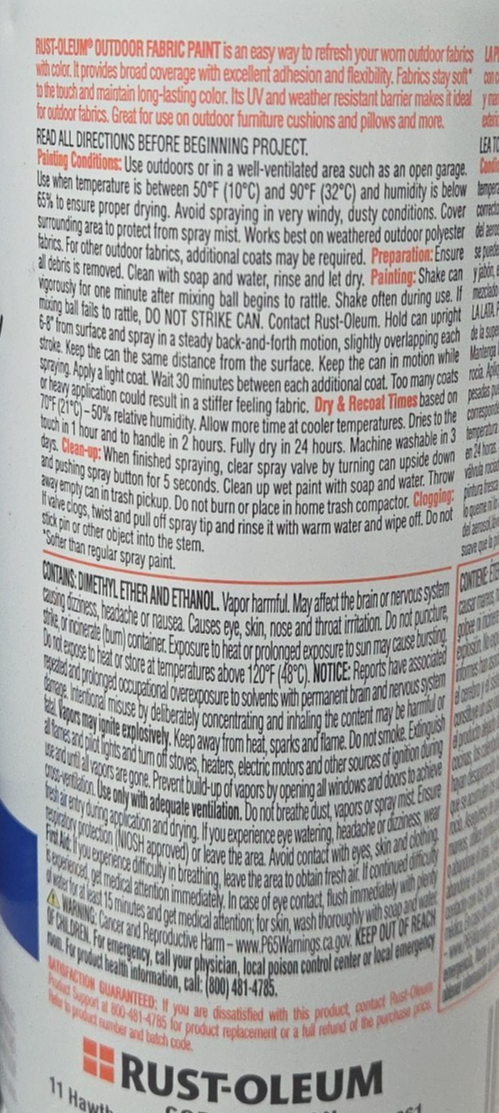 RUST-OLEUM® OUTDOOR FABRIC PAINT is an easy way to refresh your worn outdoor fabrics
with color. It provides broad coverage with excellent adhesion and flexibility. Fabrics stay soft*
to the touch and maintain long-lasting color. Its UV and weather resistant barrier makes it ideal
for outdoor fabrics. Great for use on outdoor furniture cushions and pillows and more.
READ ALL DIRECTIONS BEFORE BEGINNING PROJECT.
Painting Conditions: Use outdoors or in a well-ventilated area such as an open garage.
Use when temperature is between 50°F (10°C) and 90°F (32°C) and humidity is below
65% to ensure proper drying. Avoid spraying in very windy, dusty conditions. Cover
surrounding area to protect from spray mist. Works best on weathered outdoor polyester
fabrics. For other outdoor fabrics, additional coats may be required. Preparation: Ensure
all debris is removed. Clean with soap and water, rinse and let dry. Painting: Shake can
vigorously for one minute after mixing ball begins to rattle. Shake often during use. If
mixing ball fails to rattle, DO NOT STRIKE CAN. Contact Rust-Oleum. Hold can upright
6-8" from surface and spray in a steady back-and-forth motion, slightly overlapping each
stroke. Keep the can the same distance from the surface. Keep the can in motion while
spraying. Apply a light coat. Wait 30 minutes between each additional coat. Too many coats
or heavy application could result in a stiffer feeling fabric. Dry & Recoat Times based on
70°F (21°C) – 50% relative humidity. Allow more time at cooler temperatures. Dries to the
touch in 1 hour and to handle in 2 hours. Fully dry in 24 hours. Machine washable in 3
days. Clean-up: When finished spraying, clear spray valve by turning can upside down
and pushing spray button for 5 seconds. Clean up wet paint with soap and water. Throw
away empty can in trash pickup. Do not burn or place in home trash compactor. Clogging:
If valve clogs, twist and pull off spray tip and rinse it with warm water and wipe off. Do not
stick pin or other object into the stem.
*Softer than regular spray paint.
CONTAINS: DIMETHYL ETHER AND ETHANOL. Vapor harmful. May affect the brain or nervous system
causing dizziness, headache or nausea. Causes eye, skin, nose and throat irritation. Do not puncture,
strike, or incinerate (burn) container. Exposure to heat or prolonged exposure to sun may cause bursting.
Do not expose to heat or store at temperatures above 120°F (48°C). NOTICE: Reports have associated
repeated and prolonged occupational overexposure to solvents with permanent brain and nervous system
damage. Intentional misuse by deliberately concentrating and inhaling the content may be harmful or
fatal. Vapors may ignite explosively. Keep away from heat, sparks and flame. Do not smoke. Extinguish
all flames and pilot lights and turn off stoves, heaters, electric motors and other sources of ignition during
use and until all vapors are gone. Prevent build-up of vapors by opening all windows and doors to achieve
cross-ventilation. Use only with adequate ventilation. Do not breathe dust, vapors or spray mist. Ensure
fresh air entry during application and drying. If you experience eye watering, headache or dizziness, wear
respiratory protection (NIOSH approved) or leave the area. Avoid contact with eyes, skin and clothing.
First Aid: If you experience difficulty in breathing, leave the area to obtain fresh air. If continued difficulty
is experienced, get medical attention immediately. In case of eye contact, flush immediately with plenty
of water for at least 15 minutes and get medical attention; for skin, wash thoroughly with soap and water.
⚠ WARNING: Cancer and Reproductive Harm – www.P65Warnings.ca.gov. KEEP OUT OF REACH
OF CHILDREN. For emergency, call your physician, local poison control center or local emergency
room. For product health information, call: (800) 481-4785.
SATISFACTION GUARANTEED: If you are dissatisfied with this product, contact Rust-Oleum
Product Support at 800-481-4785 for product replacement or a full refund of the purchase price.
Refer to product number and batch code.
RUST-OLEUM
11 Hawth